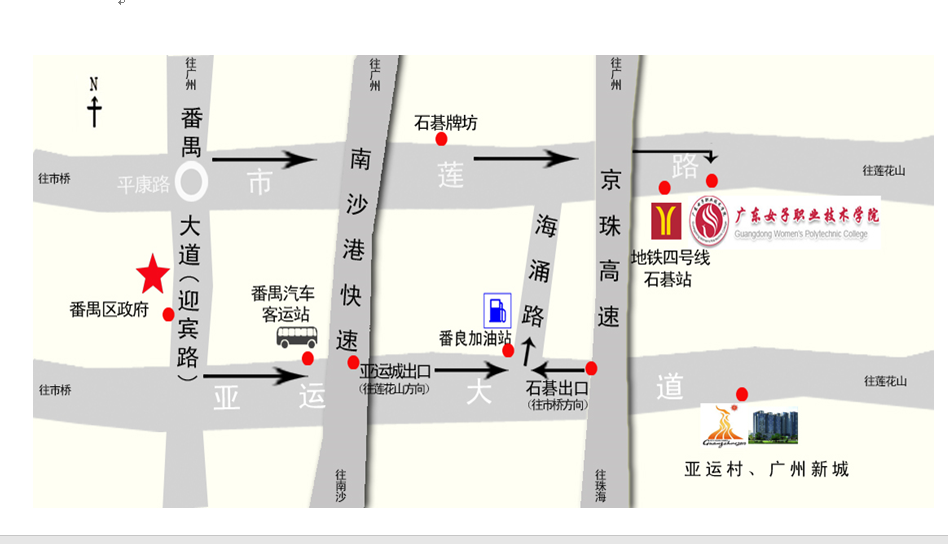 往广州
往广州
往广州
N
番禺大道(迎宾路)
南沙港快速
京珠高速
石碁牌坊
往市桥
平康路
市
莲
路
往莲花山
海涌路
广东女子职业技术学院
Guangdong Women's Polytechnic College
地铁四号线
石碁站
番禺区政府
番禺汽车
客运站
番良加油站
亚运城出口
(往莲花山方向)
石碁出口
(往市桥方向)
往市桥
亚
运
大
道
往莲花山
Guangzhou
亚运村、广州新城
往南沙
往珠海